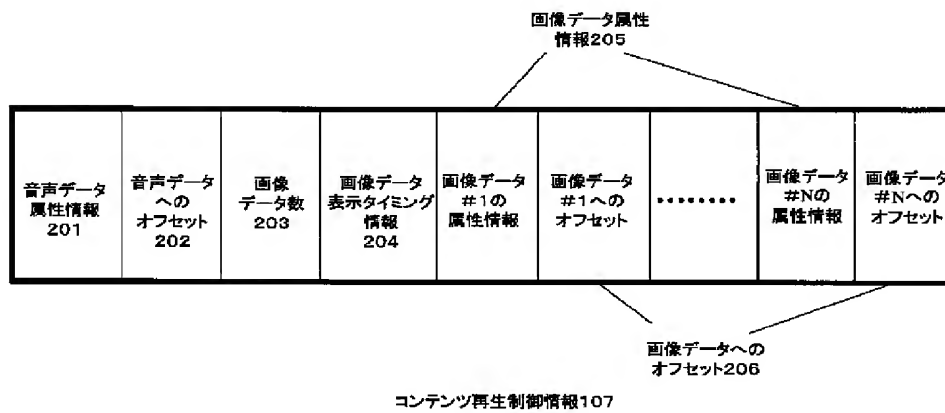 画像データ属性
情報205
音声データ
属性情報
201
音声データ
への
オフセット
202
画像
データ数
203
画像データ
表示タイミング
情報
204
画像データ
#1の
属性情報
画像データ
#1への
オフセット
………
画像データ
#Nの
属性情報
画像データ
#Nへの
オフセット
画像データへの
オフセット206
コンテンツ再生制御情報107